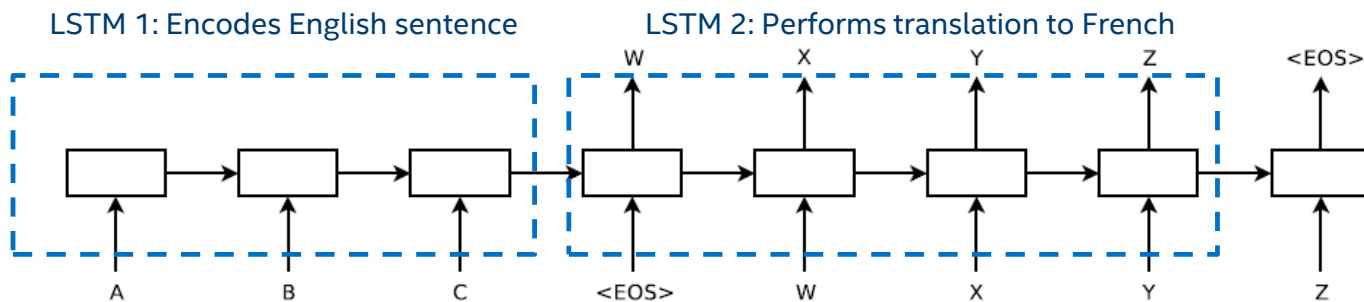 LSTM 1: Encodes English sentence LSTM 2: Performs translation to French
W X Y Z <EOS>
A B C <EOS> W X Y Z